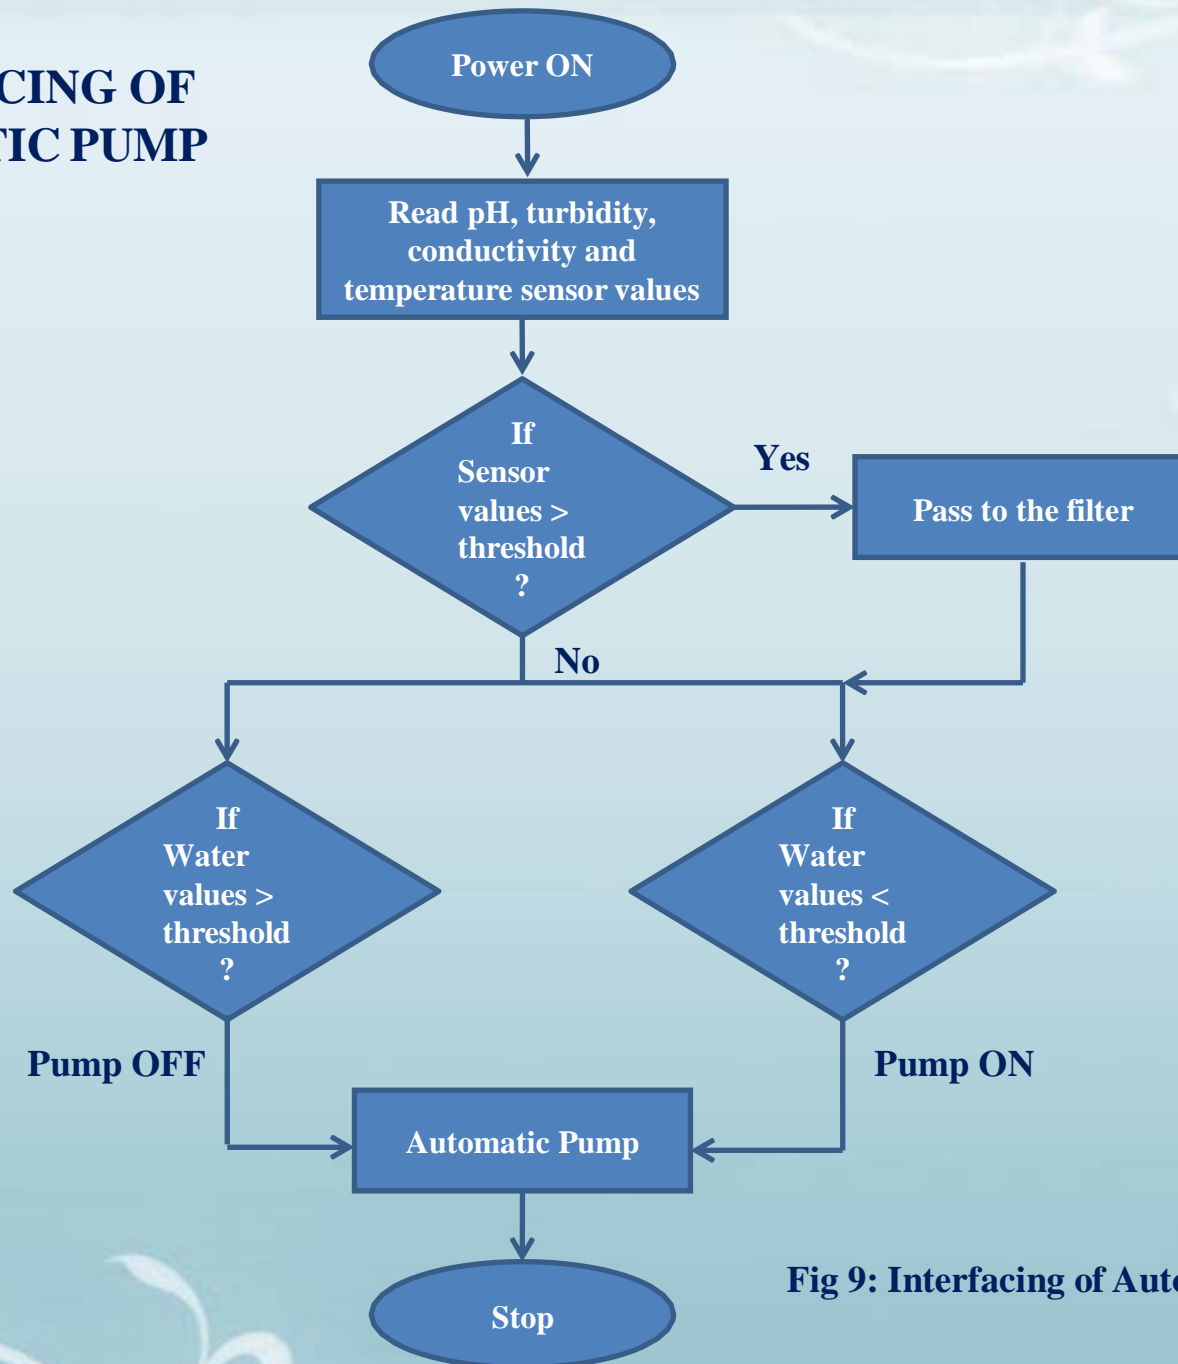 Power ON
CING OF
TIC PUMP
Read pH, turbidity,
conductivity and
temperature sensor values
If
Sensor
values >
threshold
?
Yes
Pass to the filter
No
If
Water
values >
threshold
?
If
Water
values <
threshold
?
Pump OFF
Pump ON
Automatic Pump
Fig 9: Interfacing of Auto
Stop